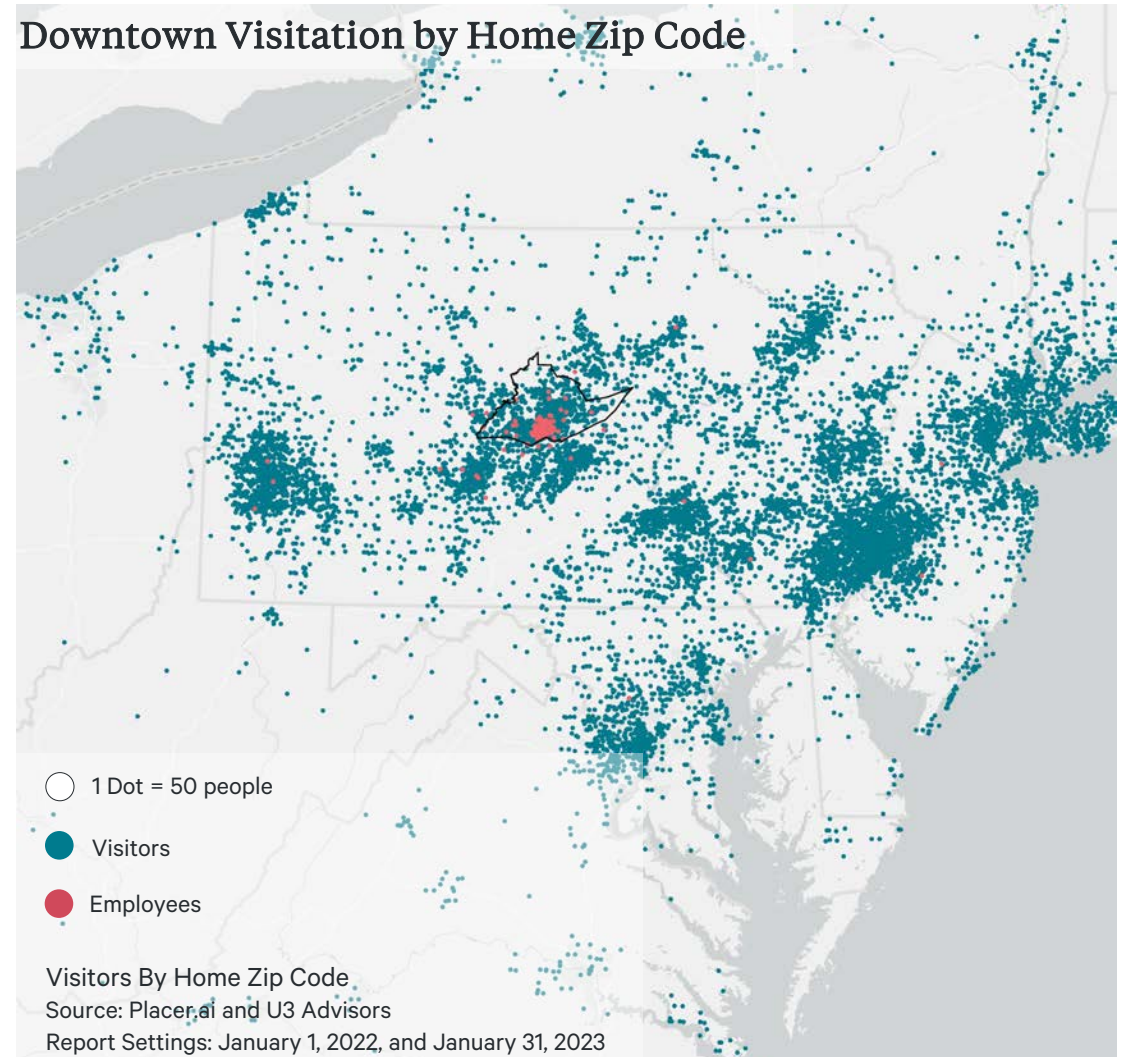 Downtown Visitation by Home Zip Code
1 Dot = 50 people
Visitors
Employees
Visitors By Home Zip Code
Source: Placer.ai and U3 Advisors
Report Settings: January 1, 2022, and January 31, 2023